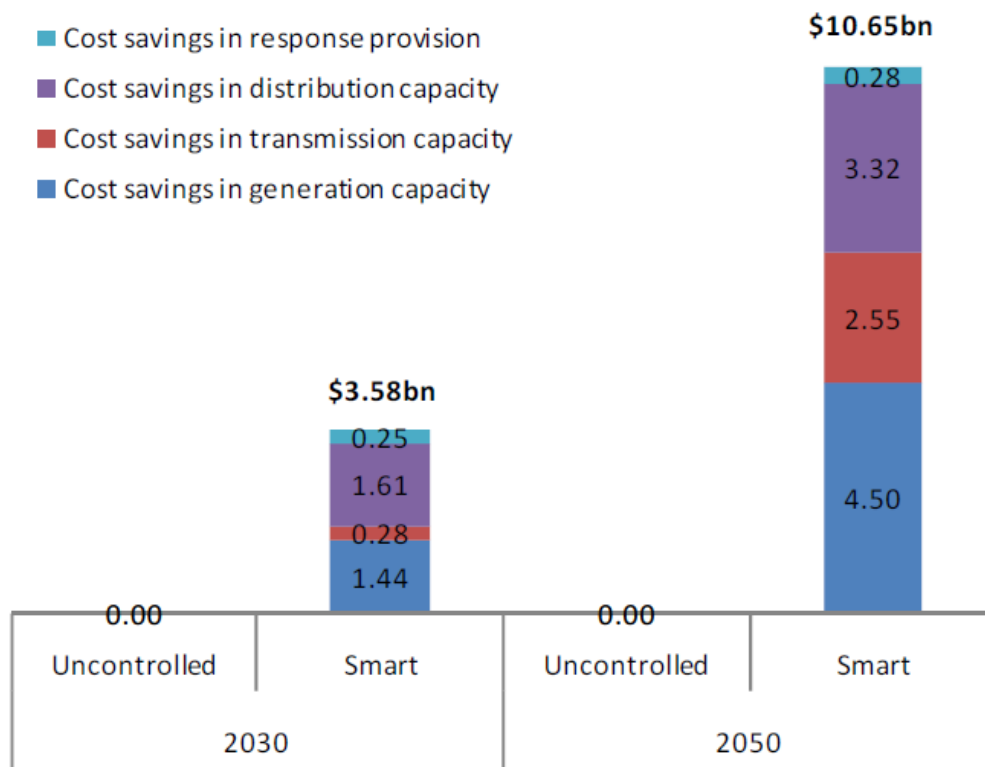 Cost savings in response provision
Cost savings in distribution capacity
Cost savings in transmission capacity
Cost savings in generation capacity
$10.65bn
0.28
3.32
2.55
4.50
$3.58bn
0.25
1.61
0.28
1.44
0.00
0.00
Uncontrolled
Smart
Uncontrolled
Smart
2030
2050